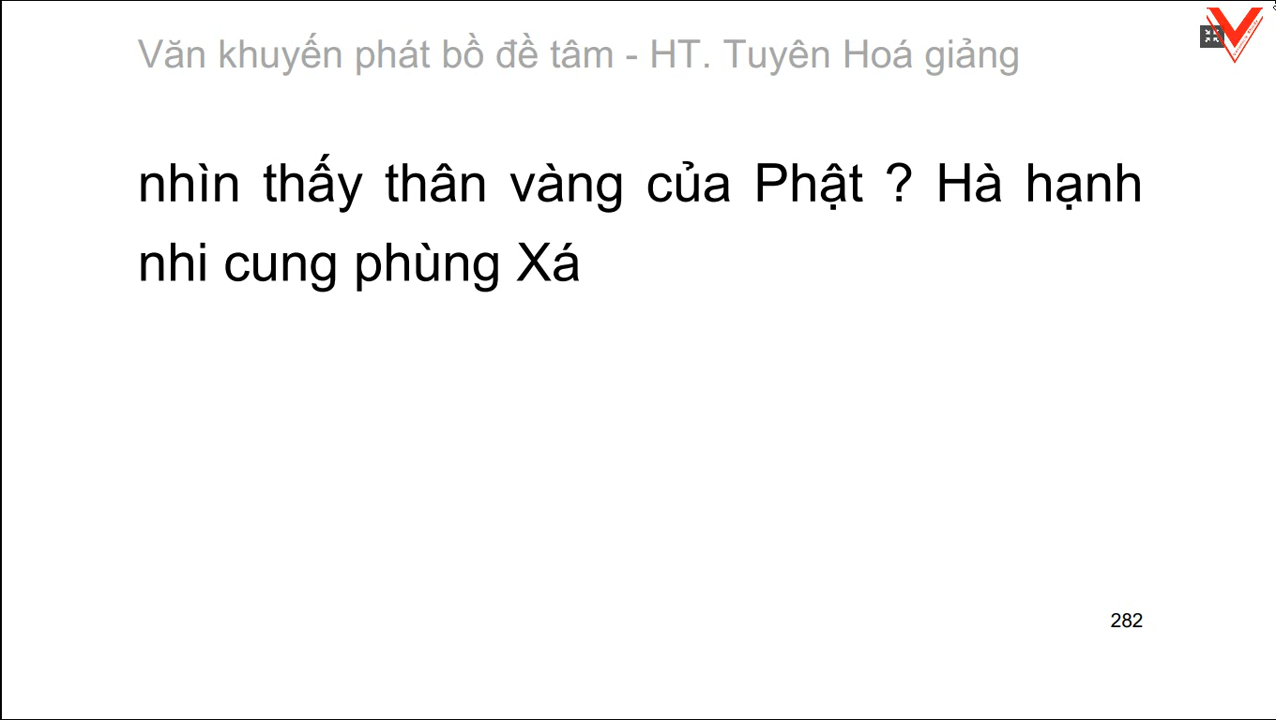 Văn khuyến phát bồ đề tâm - HT. Tuyên Hoá giảng
nhìn thấy thân vàng của Phật ? Hà hạnh
nhi cung phùng Xá
282